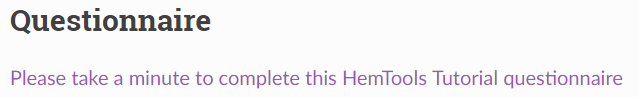 Questionnaire
Please take a minute to complete this HemTools Tutorial questionnaire